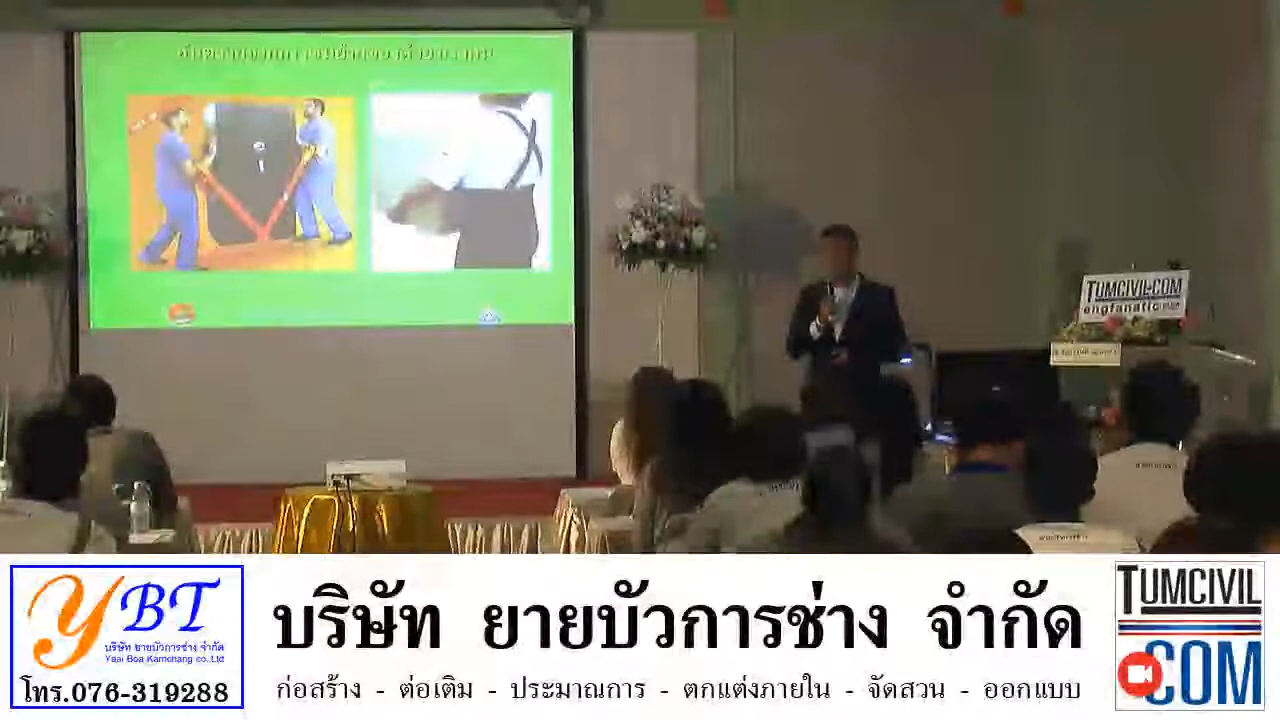 TUMCIVIL.COM
engfanatic
YBT
บริษัท ยายบัวการช่าง จำกัด
Yaai Boa Karnchang co.,Ltd
โทร.076-319288
บริษัท ยายบัวการช่าง จำกัด
ก่อสร้าง - ต่อเติม - ประมาณการ - ตกแต่งภายใน - จัดสวน - ออกแบบ
TUMCIVIL
COM